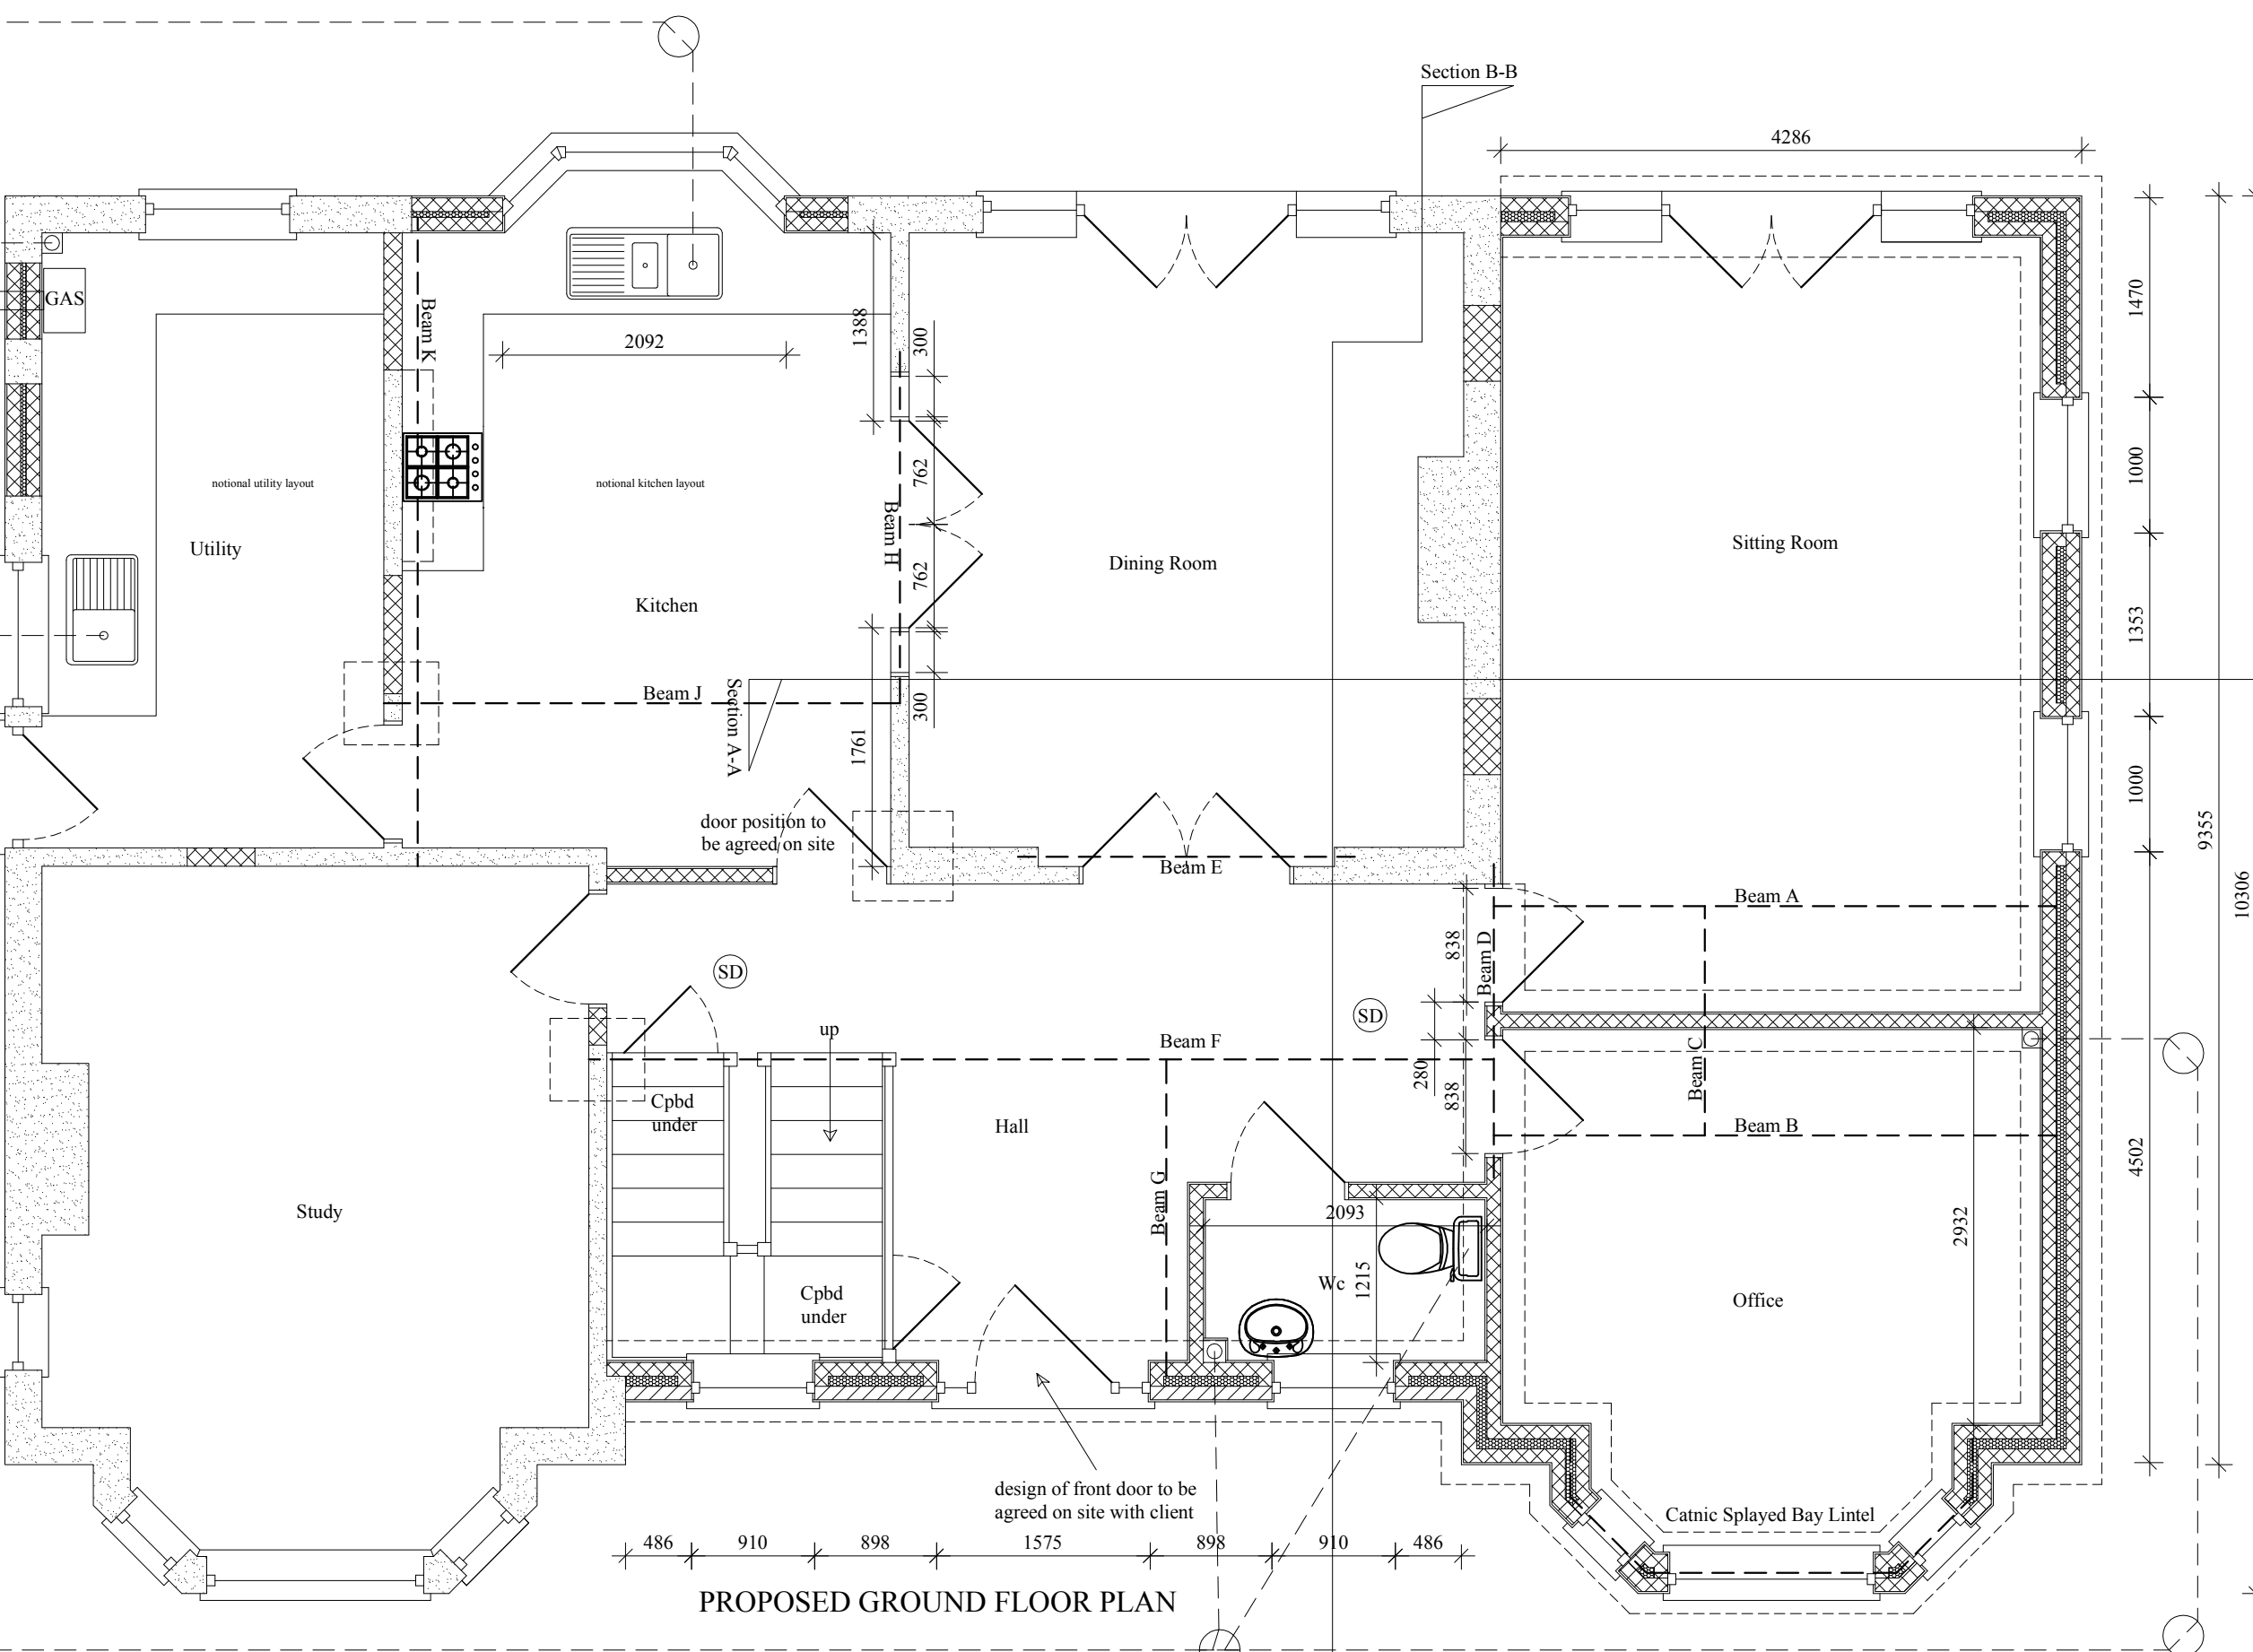 Section B-B
4286
GAS
Beam K
2092
1388
300
1470
762
1000
notional utility layout
notional kitchen layout
Beam H
Utility
Dining Room
Sitting Room
762
Kitchen
1353
Beam J
Section A-A
300
1761
1000
door position to
be agreed on site
9355
Beam E
Beam A
10306
838
Beam D
SD
SD
up
Beam F
280
838
Beam C
Cpbd
under
Hall
Beam B
4502
Study
Beam G
2093
2932
Wc
1215
Cpbd
under
Office
design of front door to be
agreed on site with client
Catnic Splayed Bay Lintel
486
910
898
1575
898
910
486
PROPOSED GROUND FLOOR PLAN